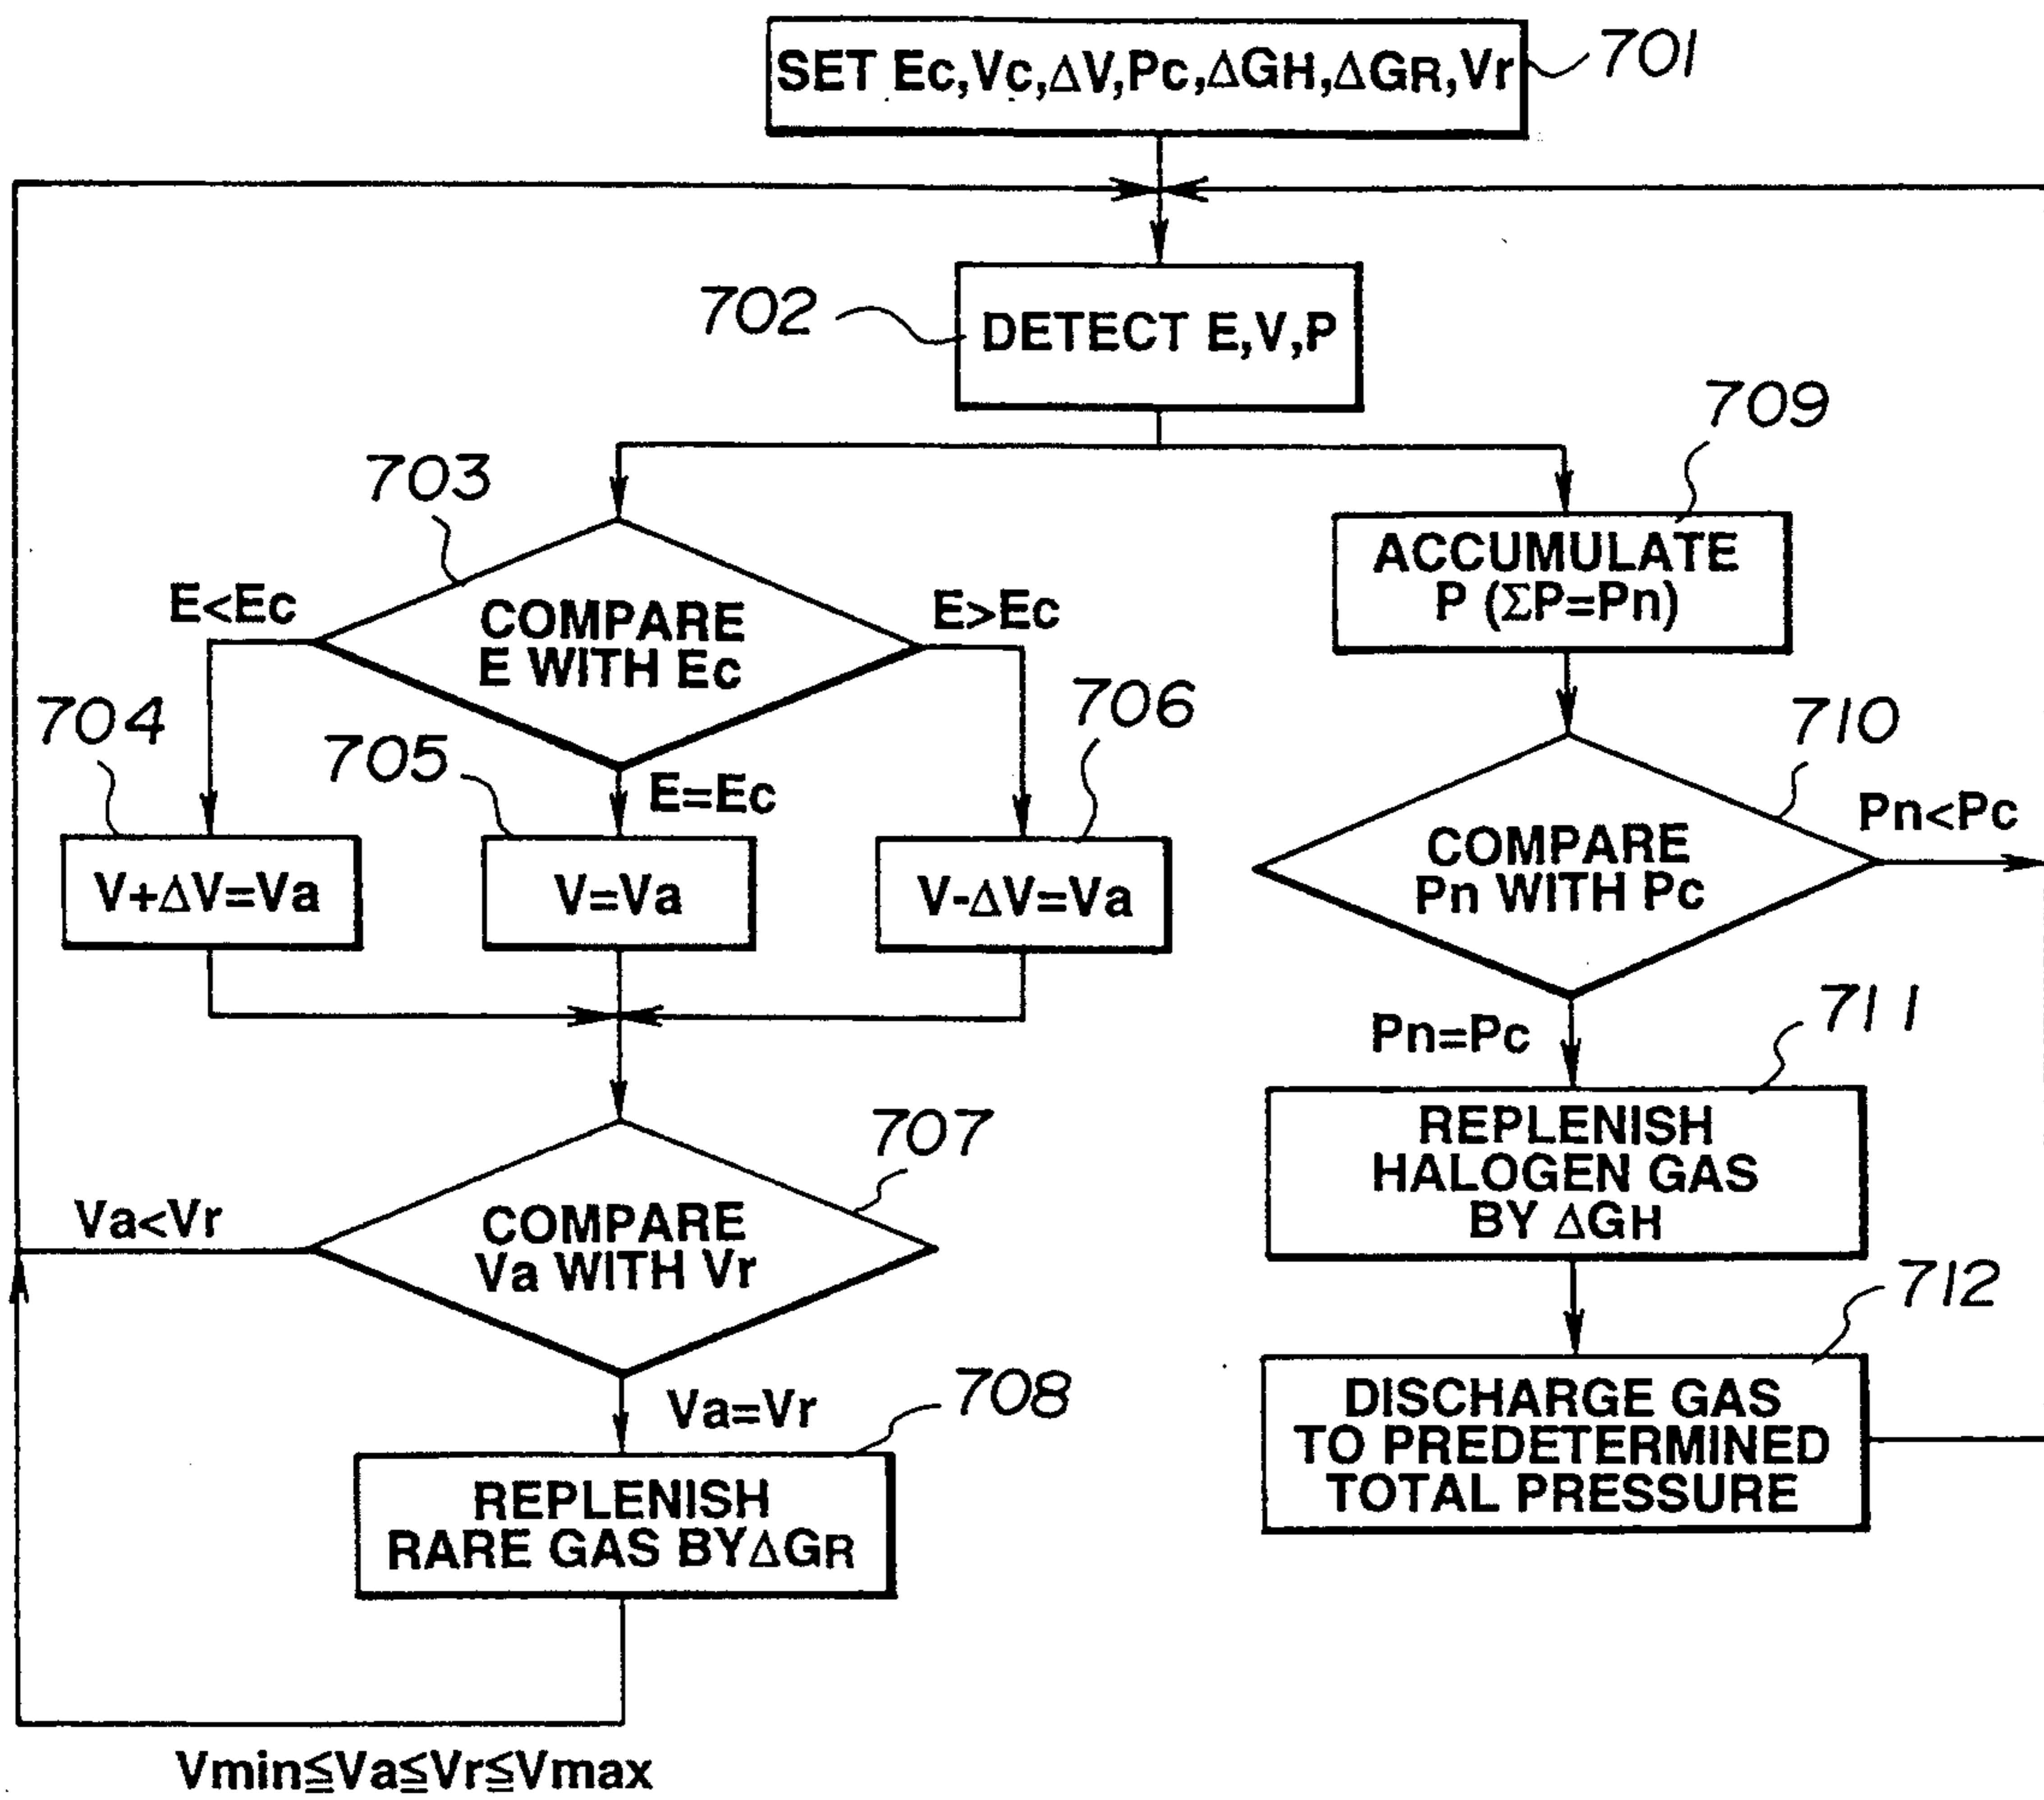 SET Ec,Vc,ΔV,Pc,ΔGH,ΔGR,Vr
701
702
DETECT E,V,P
709
703
ACCUMULATE
P (ΣP=Pn)
E<Ec
COMPARE
E WITH Ec
E>Ec
704
705
706
710
E=Ec
Pn<Pc
V+ΔV=Va
V=Va
V-ΔV=Va
COMPARE
Pn WITH Pc
711
Pn=Pc
707
REPLENISH
HALOGEN GAS
BY ΔGH
Va<Vr
COMPARE
Va WITH Vr
712
708
Va=Vr
DISCHARGE GAS
TO PREDETERMINED
TOTAL PRESSURE
REPLENISH
RARE GAS BYΔGR
Vmin≦Va≦Vr≦Vmax